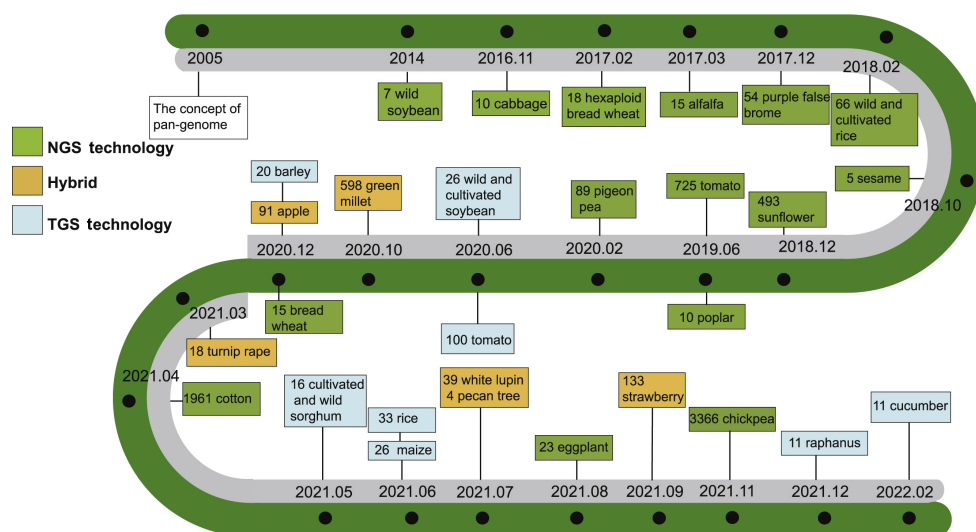 2005
2014
2016.11
2017.02
2017.03
2017.12
2018.02
The concept of
pan-genome
7 wild
soybean
10 cabbage
18 hexaploid
bread wheat
15 alfalfa
54 purple false
brome
66 wild and
cultivated
rice
NGS technology
Hybrid
TGS technology
5 sesame
2018.10
20 barley
91 apple
598 green
millet
26 wild and
cultivated
soybean
89 pigeon
pea
725 tomato
493
sunflower
2020.12
2020.10
2020.06
2020.02
2019.06
2018.12
15 bread
wheat
100 tomato
10 poplar
2021.03
18 turnip rape
2021.04
1961 cotton
16 cultivated
and wild
sorghum
33 rice
26 maize
39 white lupin
4 pecan tree
23 eggplant
133
strawberry
3366 chickpea
11 raphanus
11 cucumber
2021.05
2021.06
2021.07
2021.08
2021.09
2021.11
2021.12
2022.02